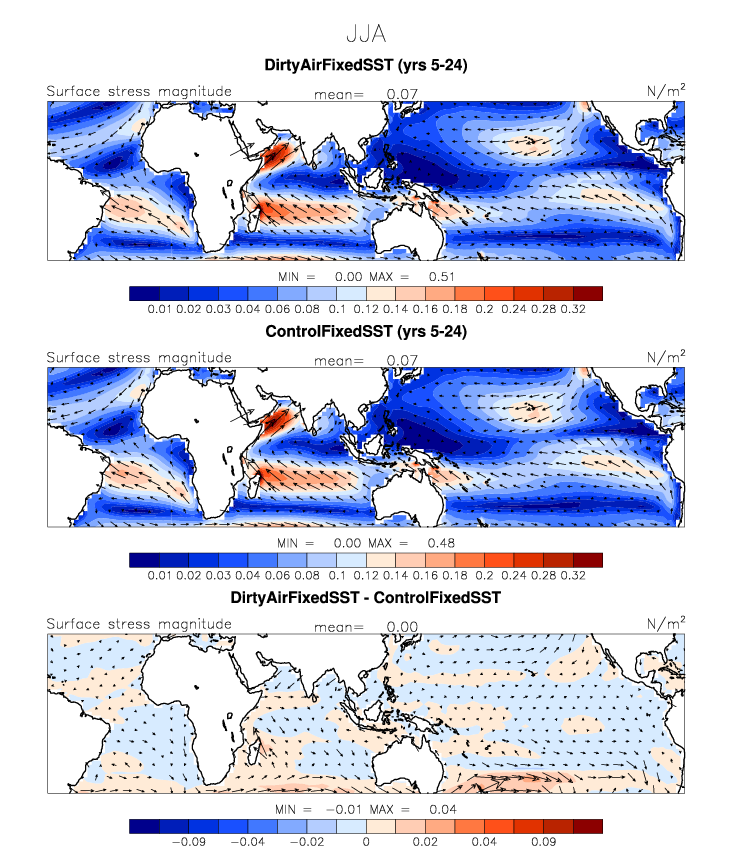 JJA
DirtyAirFixedSST (yrs 5-24)
Surface stress magnitude mean= 0.07 N/m²
MIN = 0.00 MAX = 0.51
0.01 0.02 0.03 0.04 0.06 0.08 0.1 0.12 0.14 0.16 0.18 0.2 0.24 0.28 0.32
ControlFixedSST (yrs 5-24)
Surface stress magnitude mean= 0.07 N/m²
MIN = 0.00 MAX = 0.48
0.01 0.02 0.03 0.04 0.06 0.08 0.1 0.12 0.14 0.16 0.18 0.2 0.24 0.28 0.32
DirtyAirFixedSST - ControlFixedSST
Surface stress magnitude mean= 0.00 N/m²
MIN = −0.01 MAX = 0.04
−0.09 −0.04 −0.02 0 0.02 0.04 0.09